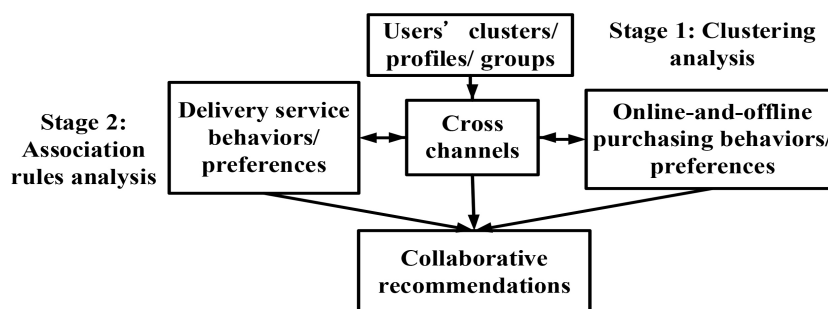 Users’ clusters/
profiles/ groups
Stage 1: Clustering
analysis
Stage 2:
Association
rules analysis
Delivery service
behaviors/
preferences
Cross
channels
Online-and-offline
purchasing behaviors/
preferences
Collaborative
recommendations